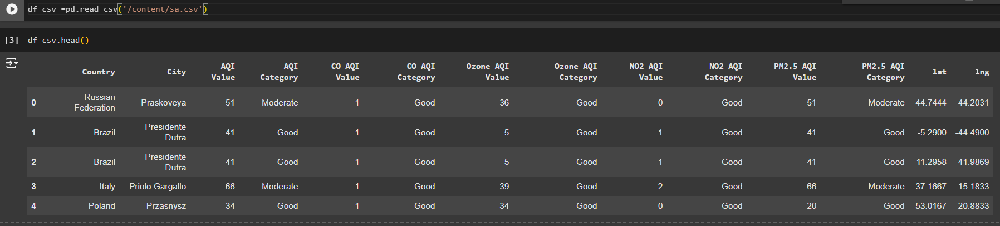 df_csv =pd.read_csv('/content/sa.csv')
[3] df_csv.head()
Country City AQI Value AQI Category CO AQI Value CO AQI Category Ozone AQI Value Ozone AQI Category NO2 AQI Value NO2 AQI Category PM2.5 AQI Value PM2.5 AQI Category lat lng
0 Russian Federation Praskoveya 51 Moderate 1 Good 36 Good 0 Good 51 Moderate 44.7444 44.2031
1 Brazil Presidente Dutra 41 Good 1 Good 5 Good 1 Good 41 Good -5.2900 -44.4900
2 Brazil Presidente Dutra 41 Good 1 Good 5 Good 1 Good 41 Good -11.2958 -41.9869
3 Italy Priolo Gargallo 66 Moderate 1 Good 39 Good 2 Good 66 Moderate 37.1667 15.1833
4 Poland Przasnysz 34 Good 1 Good 34 Good 0 Good 20 Good 53.0167 20.8833